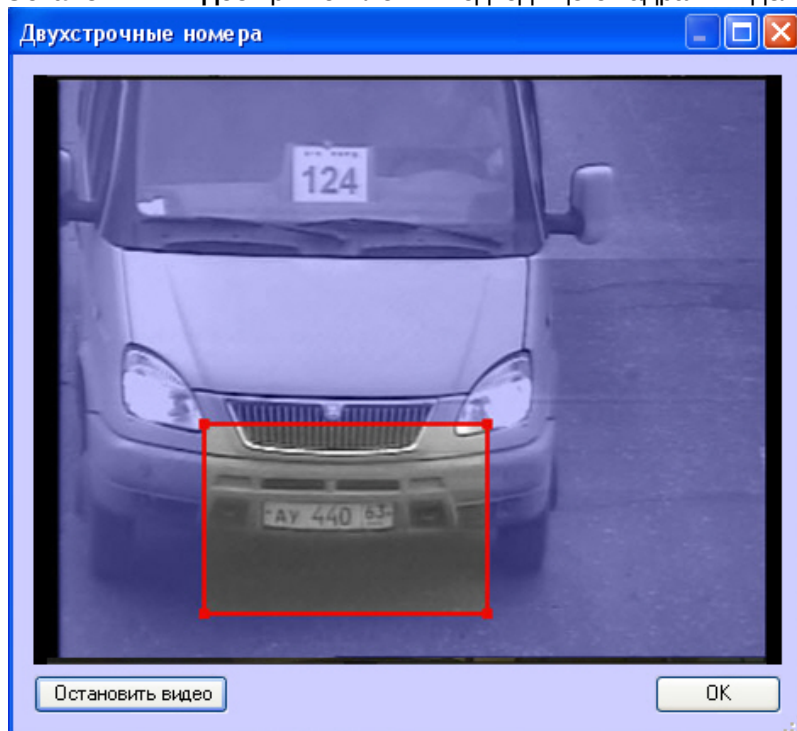 Двухстрочные номера
124
АУ 440 63
Остановить видео
OK